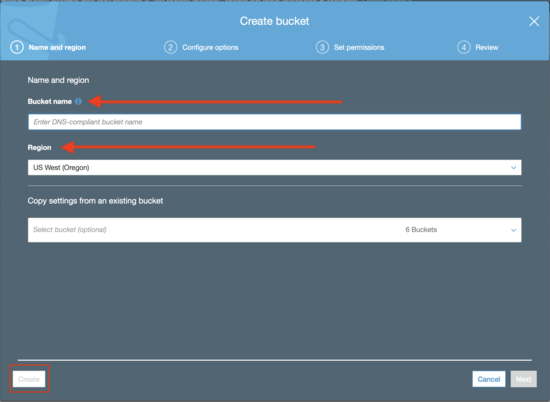 Create bucket
1 Name and region
2 Configure options
3 Set permissions
4 Review
Name and region
Bucket name
Enter DNS-compliant bucket name
Region
US West (Oregon)
Copy settings from an existing bucket
Select bucket (optional) 6 Buckets
Create Cancel Next